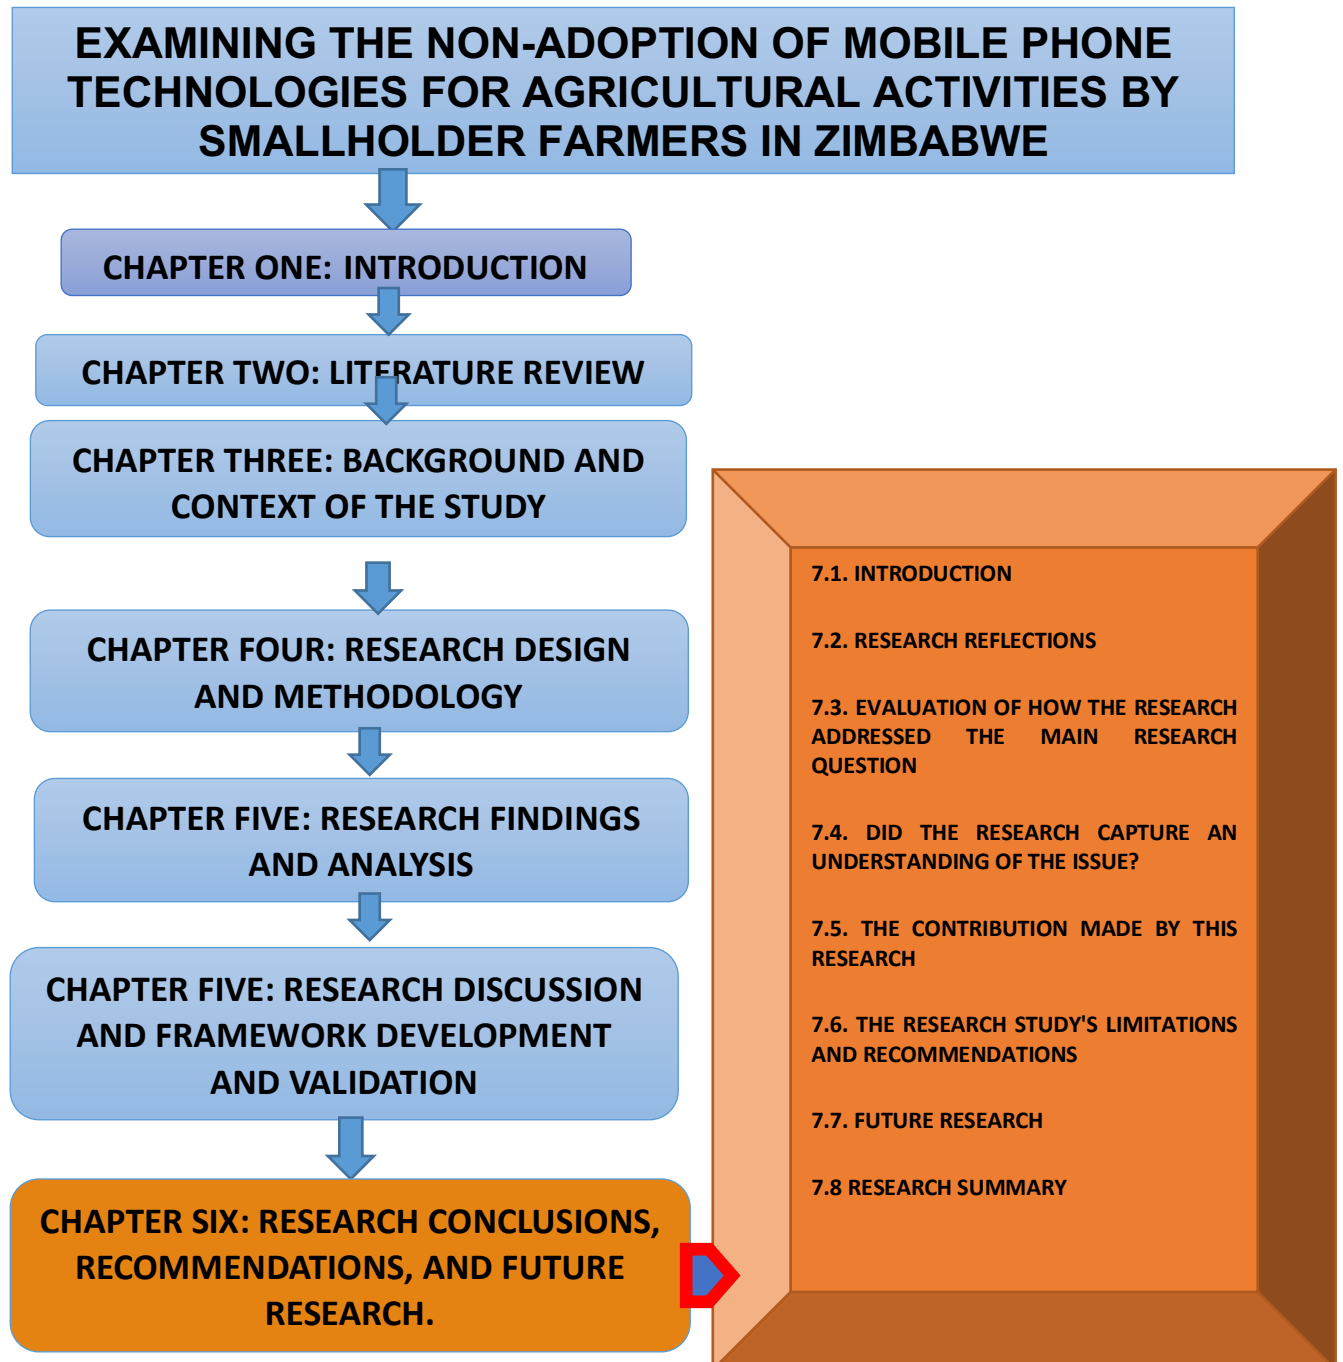 EXAMINING THE NON-ADOPTION OF MOBILE PHONE
TECHNOLOGIES FOR AGRICULTURAL ACTIVITIES BY
SMALLHOLDER FARMERS IN ZIMBABWE
CHAPTER ONE: INTRODUCTION
CHAPTER TWO: LITERATURE REVIEW
CHAPTER THREE: BACKGROUND AND
CONTEXT OF THE STUDY
CHAPTER FOUR: RESEARCH DESIGN
AND METHODOLOGY
CHAPTER FIVE: RESEARCH FINDINGS
AND ANALYSIS
CHAPTER FIVE: RESEARCH DISCUSSION
AND FRAMEWORK DEVELOPMENT
AND VALIDATION
CHAPTER SIX: RESEARCH CONCLUSIONS,
RECOMMENDATIONS, AND FUTURE
RESEARCH.
7.1. INTRODUCTION
7.2. RESEARCH REFLECTIONS
7.3. EVALUATION OF HOW THE RESEARCH
ADDRESSED THE MAIN RESEARCH
QUESTION
7.4. DID THE RESEARCH CAPTURE AN
UNDERSTANDING OF THE ISSUE?
7.5. THE CONTRIBUTION MADE BY THIS
RESEARCH
7.6. THE RESEARCH STUDY'S LIMITATIONS
AND RECOMMENDATIONS
7.7. FUTURE RESEARCH
7.8 RESEARCH SUMMARY